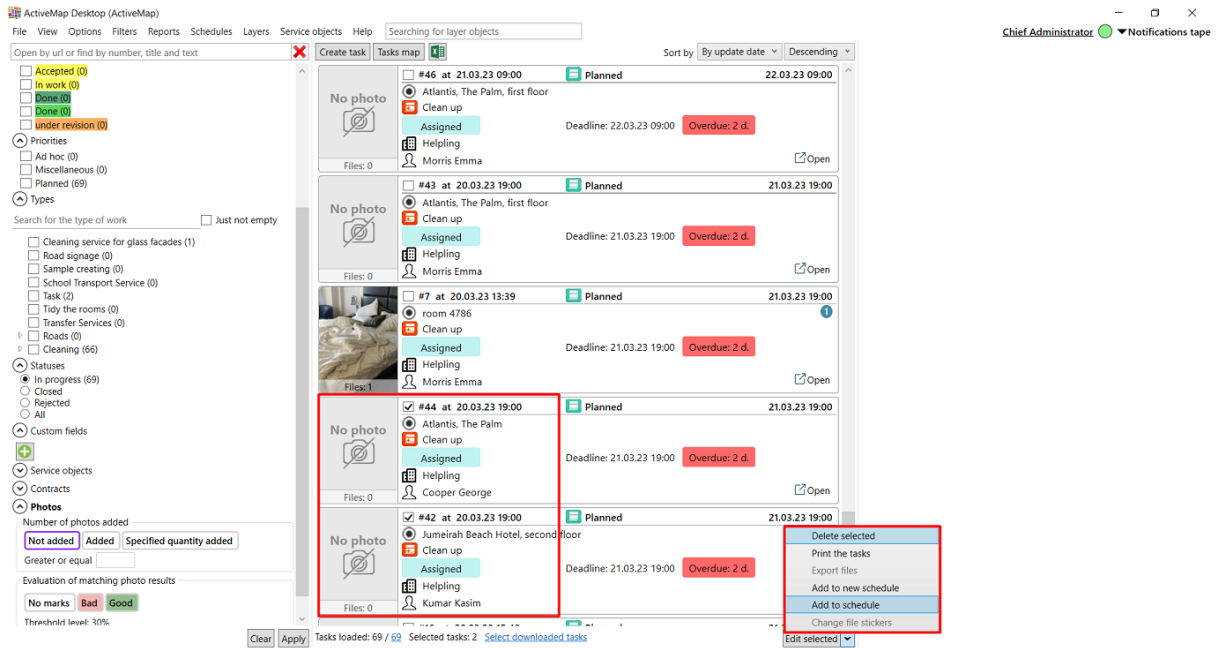 ActiveMap Desktop (ActiveMap)
File View Options Filters Reports Schedules Layers Service objects Help Searching for layer objects Chief Administrator Notifications tape
Open by url or find by number, title and text
Accepted (0)
In work (0)
Done (0)
Done (0)
under revision (0)
Priorities
Ad hoc (0)
Miscellaneous (0)
Planned (69)
Types
Search for the type of work Just not empty
Cleaning service for glass facades (1)
Road signage (0)
Sample creating (0)
School Transport Service (0)
Task (2)
Tidy the rooms (0)
Transfer Services (0)
Roads (0)
Cleaning (66)
Statuses
In progress (69)
Closed
Rejected
All
Custom fields
Service objects
Contracts
Photos
Number of photos added
Not added Added Specified quantity added
Greater or equal
Evaluation of matching photo results
No marks Bad Good
Threshold level: 30%
Clear Apply
Create task Tasks map Sort by By update date Descending
No photo
Files: 0
#46 at 21.03.23 09:00 Planned 22.03.23 09:00
Atlantis, The Palm, first floor
Clean up
Assigned Deadline: 22.03.23 09:00 Overdue: 2 d.
Helpling
Morris Emma Open
No photo
Files: 0
#43 at 20.03.23 19:00 Planned 21.03.23 19:00
Atlantis, The Palm, first floor
Clean up
Assigned Deadline: 21.03.23 19:00 Overdue: 2 d.
Helpling
Morris Emma Open
Files: 1
#7 at 20.03.23 13:39 Planned 21.03.23 19:00
room 4786 1
Clean up
Assigned Deadline: 21.03.23 19:00 Overdue: 2 d.
Helpling
Morris Emma Open
No photo
Files: 0
#44 at 20.03.23 19:00 Planned 21.03.23 19:00
Atlantis, The Palm
Clean up
Assigned Deadline: 21.03.23 19:00 Overdue: 2 d.
Helpling
Cooper George Open
No photo
Files: 0
#42 at 20.03.23 19:00 Planned 21.03.23 19:00
Jumeirah Beach Hotel, second floor
Clean up
Assigned Deadline: 21.03.23 19:00 Overdue: 2 d.
Helpling
Kumar Kasim
Delete selected
Print the tasks
Export files
Add to new schedule
Add to schedule
Change file stickers
Tasks loaded: 69 / 69 Selected tasks: 2 Select downloaded tasks Edit selected